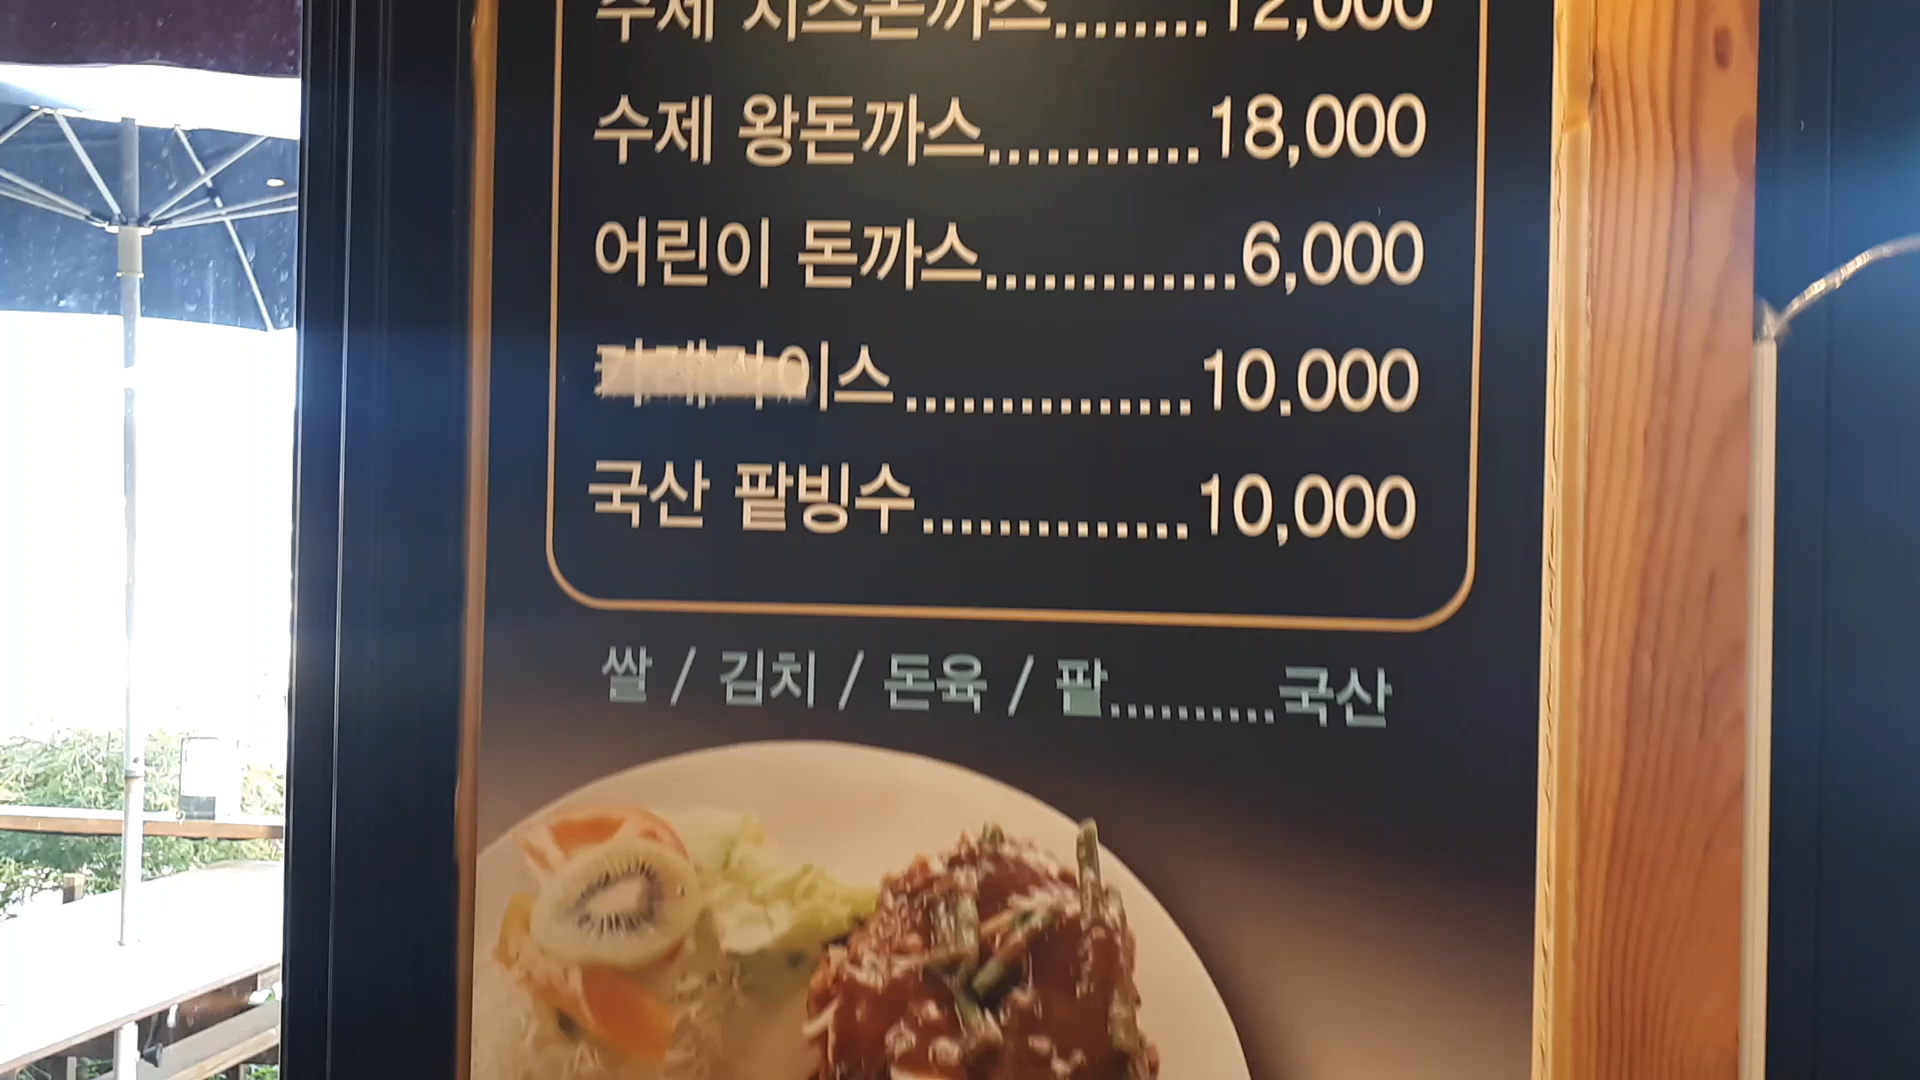 수제 치즈돈까스........12,000
수제 왕돈까스...........18,000
어린이 돈까스.............6,000
...............10,000
국산 팥빙수..............10,000
쌀 / 김치 / 돈육 / 팥..........국산